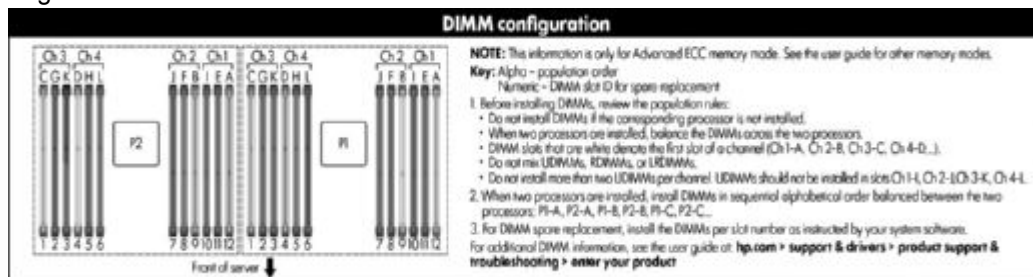 DIMM configuration
Ch 3 Ch 4 Ch 2 Ch 1 Ch 3 Ch 4 Ch 2 Ch 1
C G K D H L J F B I E A C G K D H L J F B I E A
P2 P1
1 2 3 4 5 6 7 8 9 10 11 12 1 2 3 4 5 6 7 8 9 10 11 12
Front of server
NOTE: This information is only for Advanced ECC memory mode. See the user guide for other memory modes.
Key: Alpha – population order
Numeric – DIMM slot ID for spare replacement
1. Before installing DIMMs, review the population rules:
• Do not install DIMMs if the corresponding processor is not installed.
• When two processors are installed, balance the DIMMs across the two processors.
• DIMM slots that are white denote the first slot of a channel (Ch 1-A, Ch 2-B, Ch 3-C, Ch 4-D...).
• Do not mix UDIMMs, RDIMMs, or LRDIMMs.
• Do not install more than two UDIMMs per channel. UDIMMs should not be installed in slots Ch 1-I, Ch 2-J, Ch 3-K, Ch 4-L.
2. When two processors are installed, install DIMMs in sequential alphabetical order balanced between the two
processors; P1-A, P2-A, P1-B, P2-B, P1-C, P2-C...
3. For DIMM spare replacement, install the DIMMs per slot number as instructed by your system software.
For additional DIMM information, see the user guide at: hp.com > support & drivers > product support &
troubleshooting > enter your product